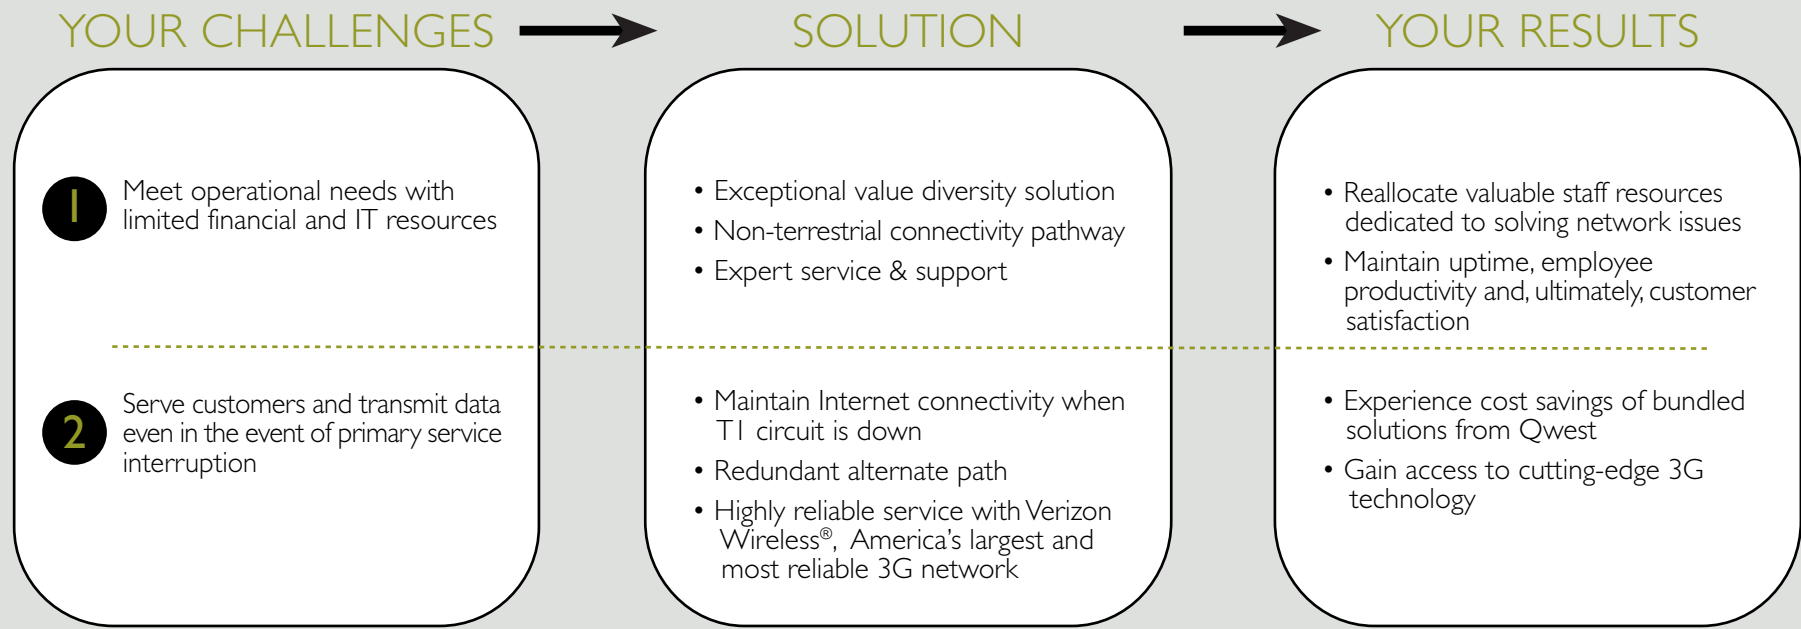 YOUR CHALLENGES
SOLUTION
YOUR RESULTS
1
Meet operational needs with
limited financial and IT resources
• Exceptional value diversity solution
• Non-terrestrial connectivity pathway
• Expert service & support
• Reallocate valuable staff resources
dedicated to solving network issues
• Maintain uptime, employee
productivity and, ultimately, customer
satisfaction
2
Serve customers and transmit data
even in the event of primary service
interruption
• Maintain Internet connectivity when
T1 circuit is down
• Redundant alternate path
• Highly reliable service with Verizon
Wireless®, America's largest and
most reliable 3G network
• Experience cost savings of bundled
solutions from Qwest
• Gain access to cutting-edge 3G
technology